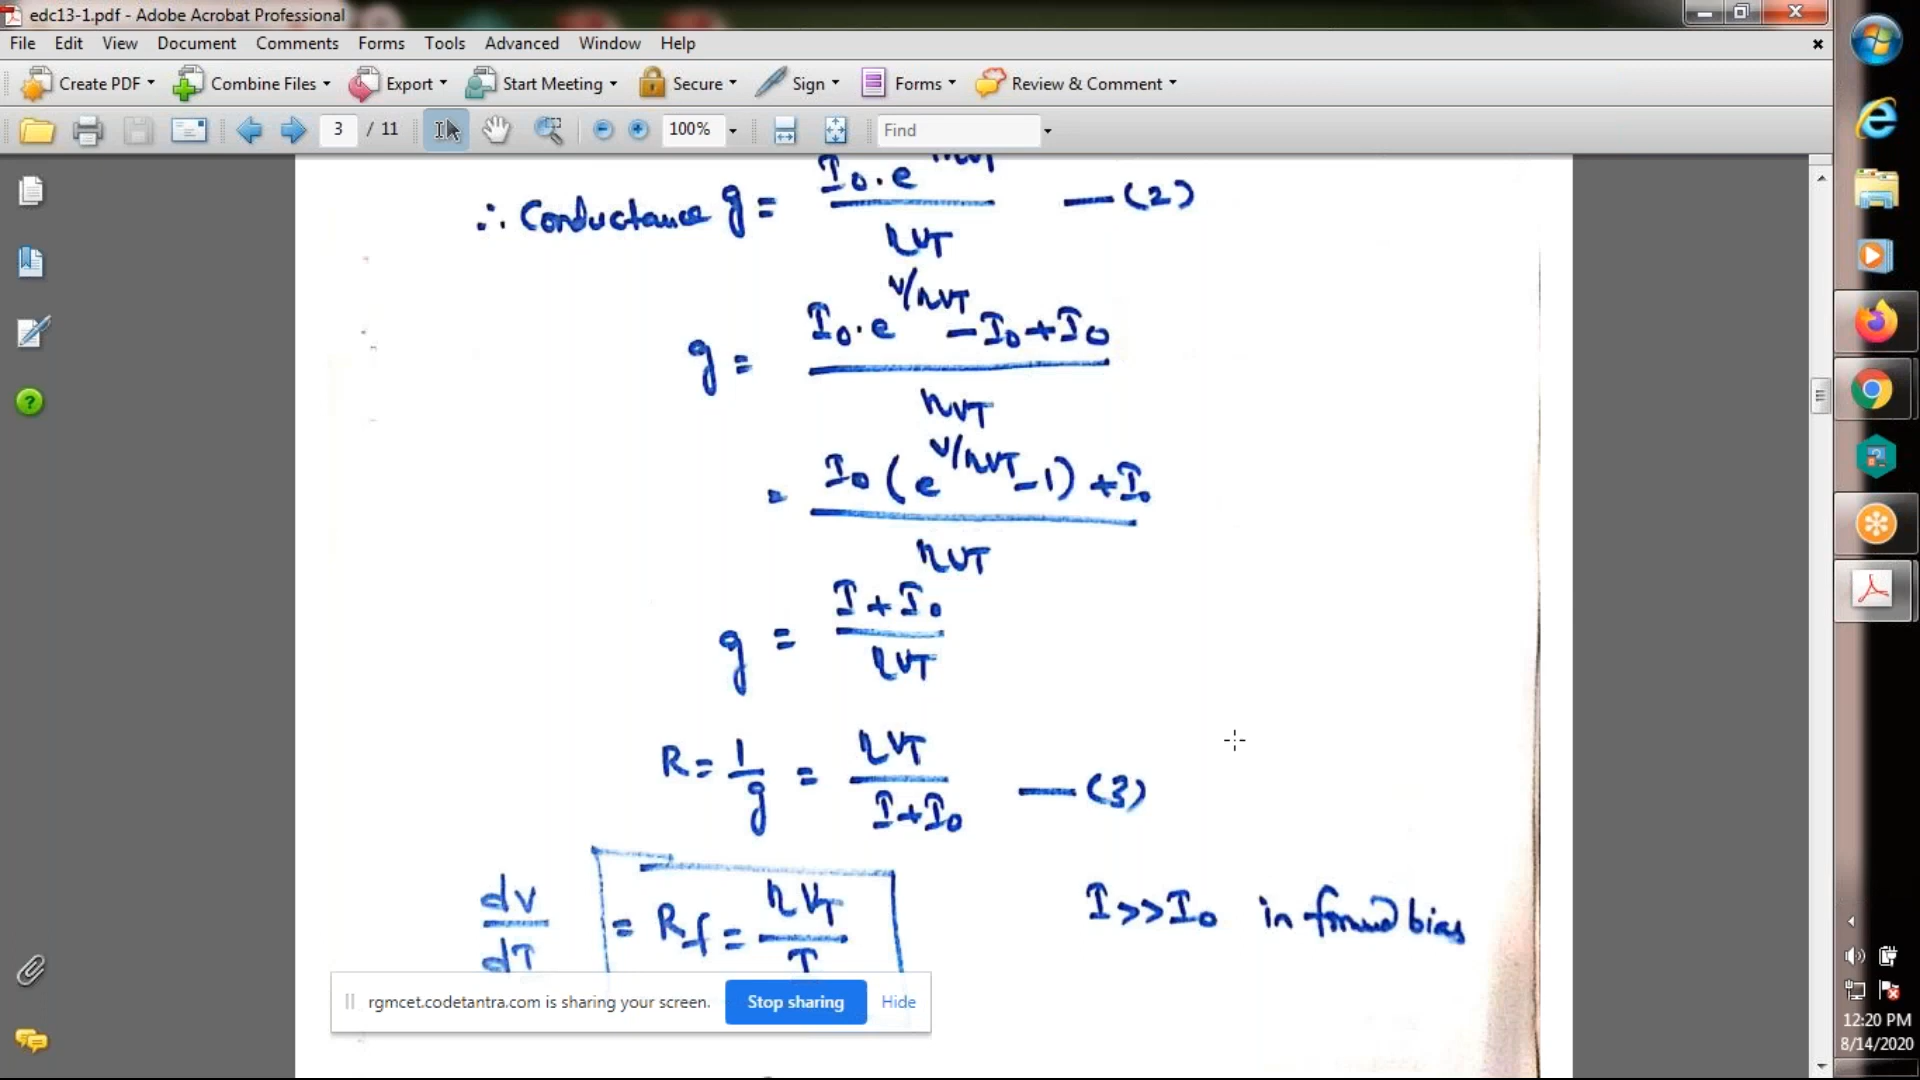 edc13-1.pdf - Adobe Acrobat Professional
File Edit View Document Comments Forms Tools Advanced Window Help
Create PDF Combine Files Export Start Meeting Secure Sign Forms Review & Comment
3 / 11 100% Find
∴ Conductance g = I₀·e / ηVT — (2)
g = I₀·e^(V/ηVT) - I₀ + I₀ / ηVT
= I₀ (e^(V/ηVT) - 1) + I₀ / ηVT
g = I + I₀ / ηVT
R = 1/g = ηVT / I + I₀ — (3)
dV/dI = Rf = ηVT / I I >> I₀ in forward bias
rgmcet.codetantra.com is sharing your screen. Stop sharing Hide
12:20 PM
8/14/2020